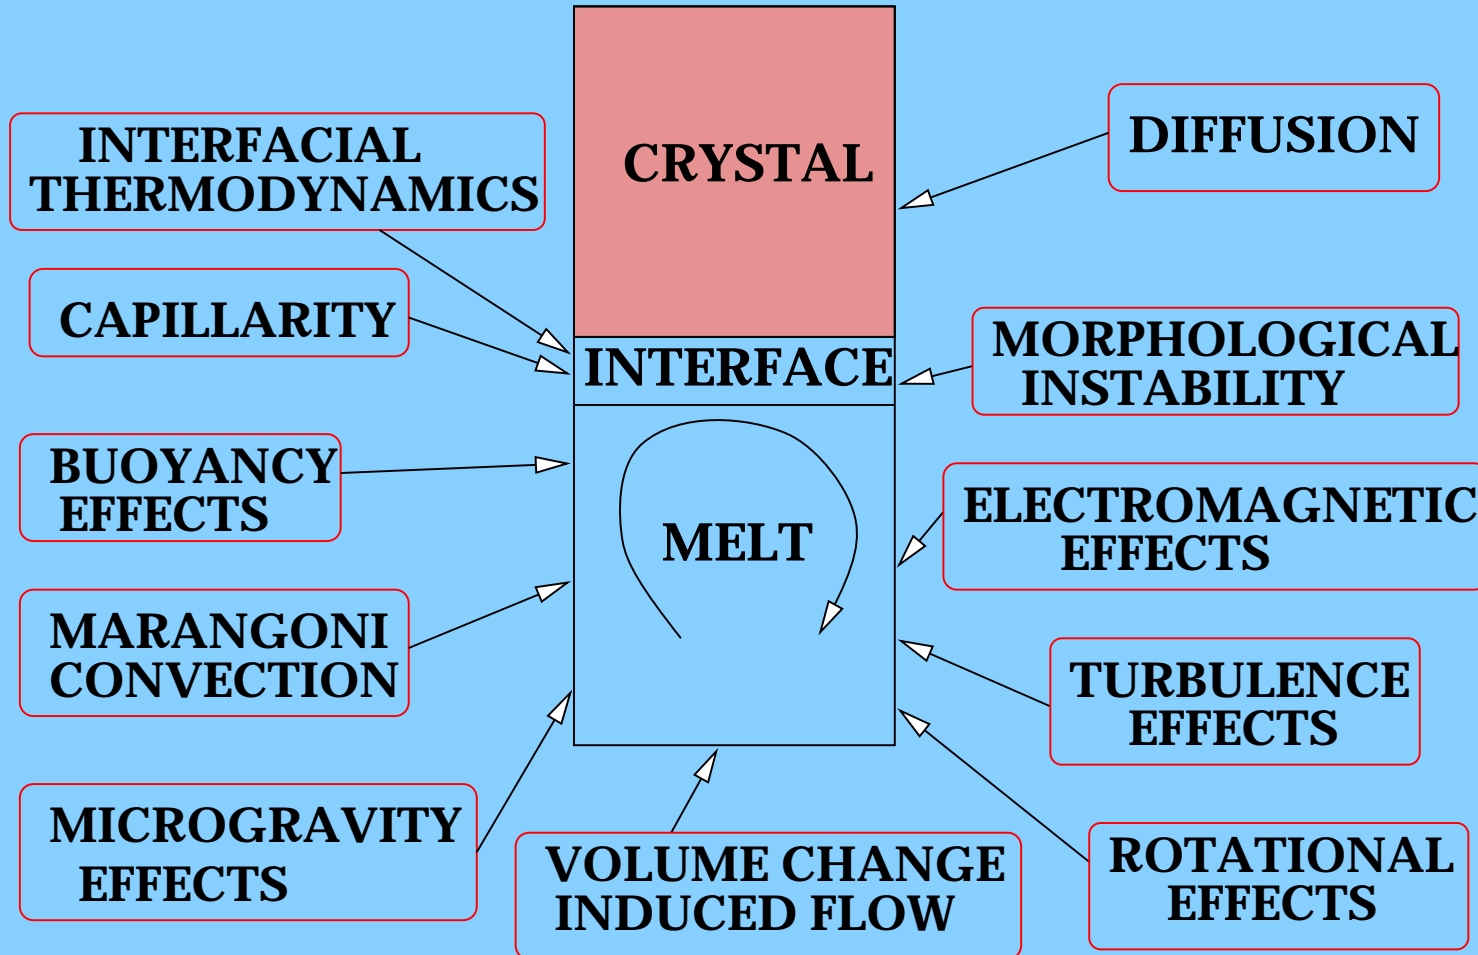 CRYSTAL
INTERFACE
MELT
INTERFACIAL
THERMODYNAMICS
CAPILLARITY
BUOYANCY
EFFECTS
MARANGONI
CONVECTION
MICROGRAVITY
EFFECTS
VOLUME CHANGE
INDUCED FLOW
DIFFUSION
MORPHOLOGICAL
INSTABILITY
ELECTROMAGNETIC
EFFECTS
TURBULENCE
EFFECTS
ROTATIONAL
EFFECTS